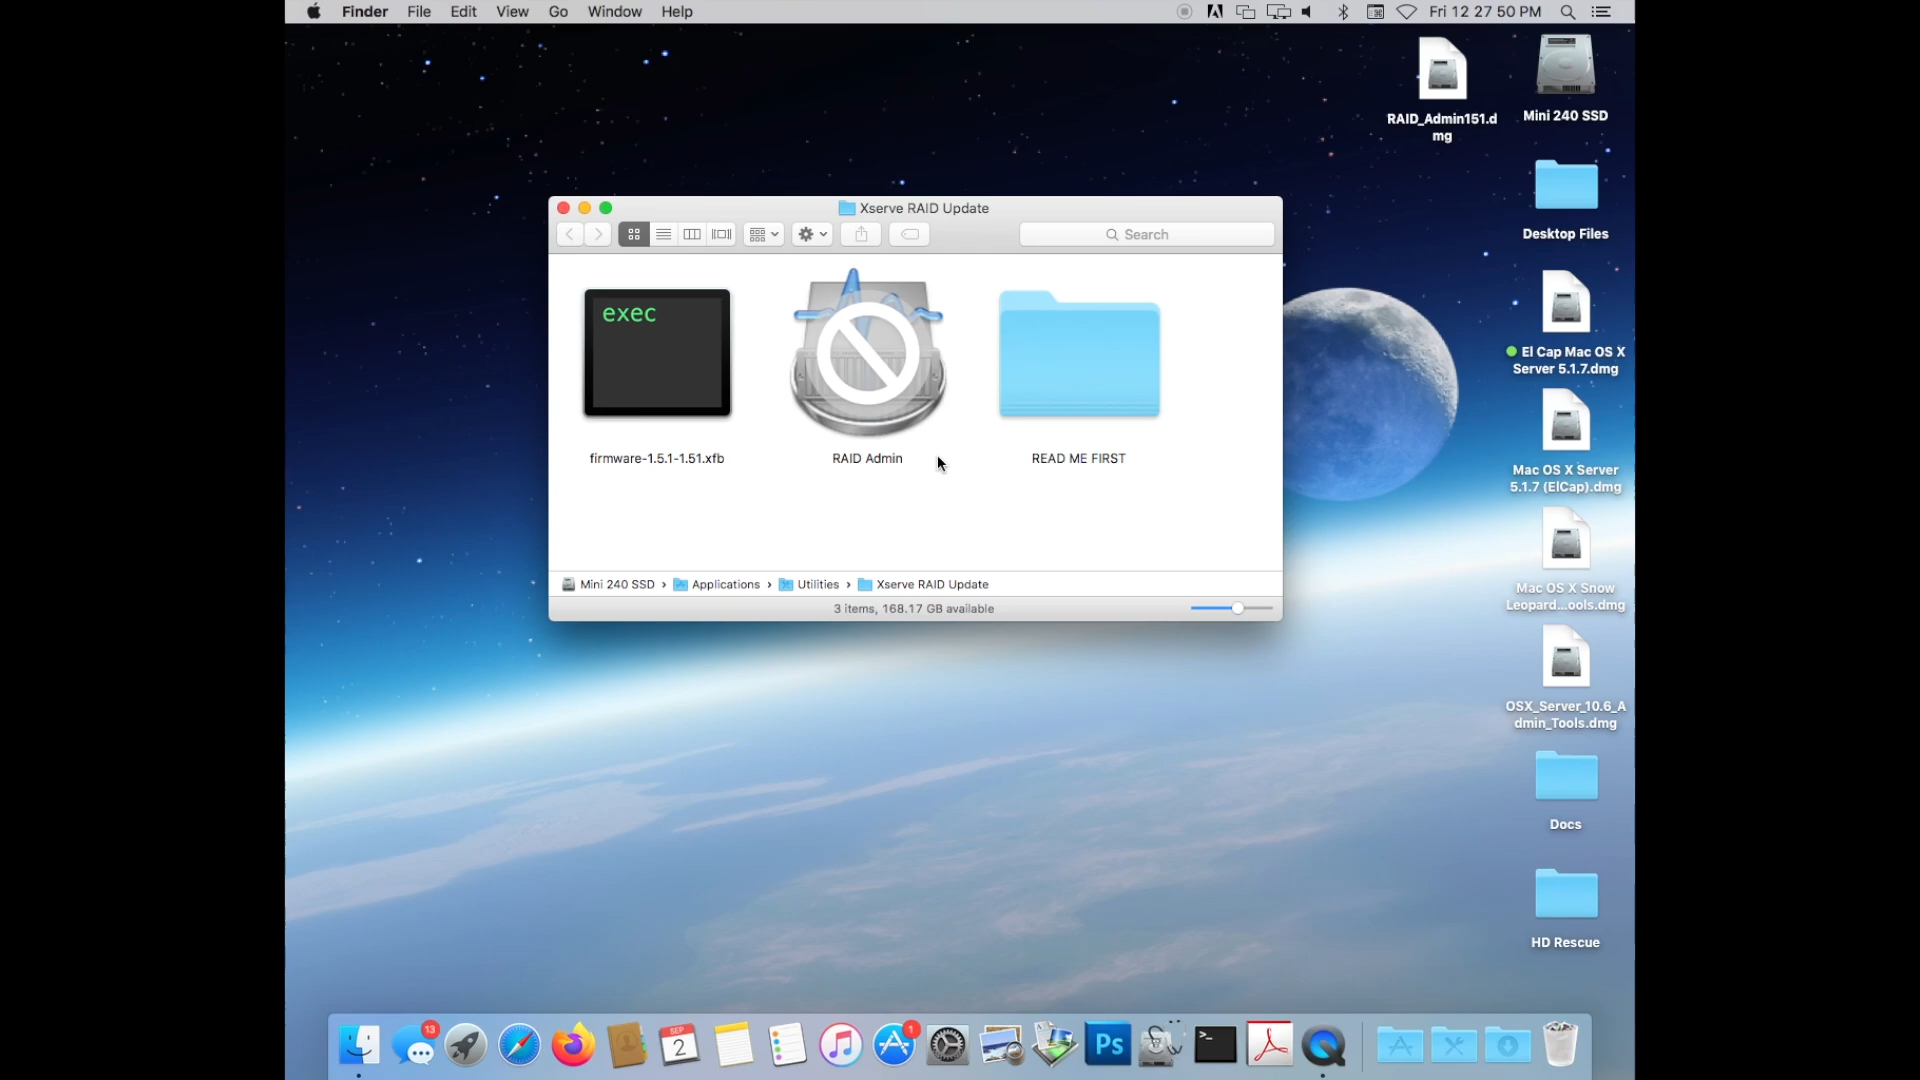 Finder File Edit View Go Window Help
Fri 12 27 50 PM
RAID_Admin151.d
mg
Mini 240 SSD
Desktop Files
El Cap Mac OS X
Server 5.1.7.dmg
Mac OS X Server
5.1.7 (ElCap).dmg
Mac OS X Snow
Leopard...ools.dmg
OSX_Server_10.6_A
dmin_Tools.dmg
Docs
HD Rescue
Xserve RAID Update
Search
exec
firmware-1.5.1-1.51.xfb
RAID Admin
READ ME FIRST
Mini 240 SSD › Applications › Utilities › Xserve RAID Update
3 items, 168.17 GB available
13
SEP
2
1
Ps